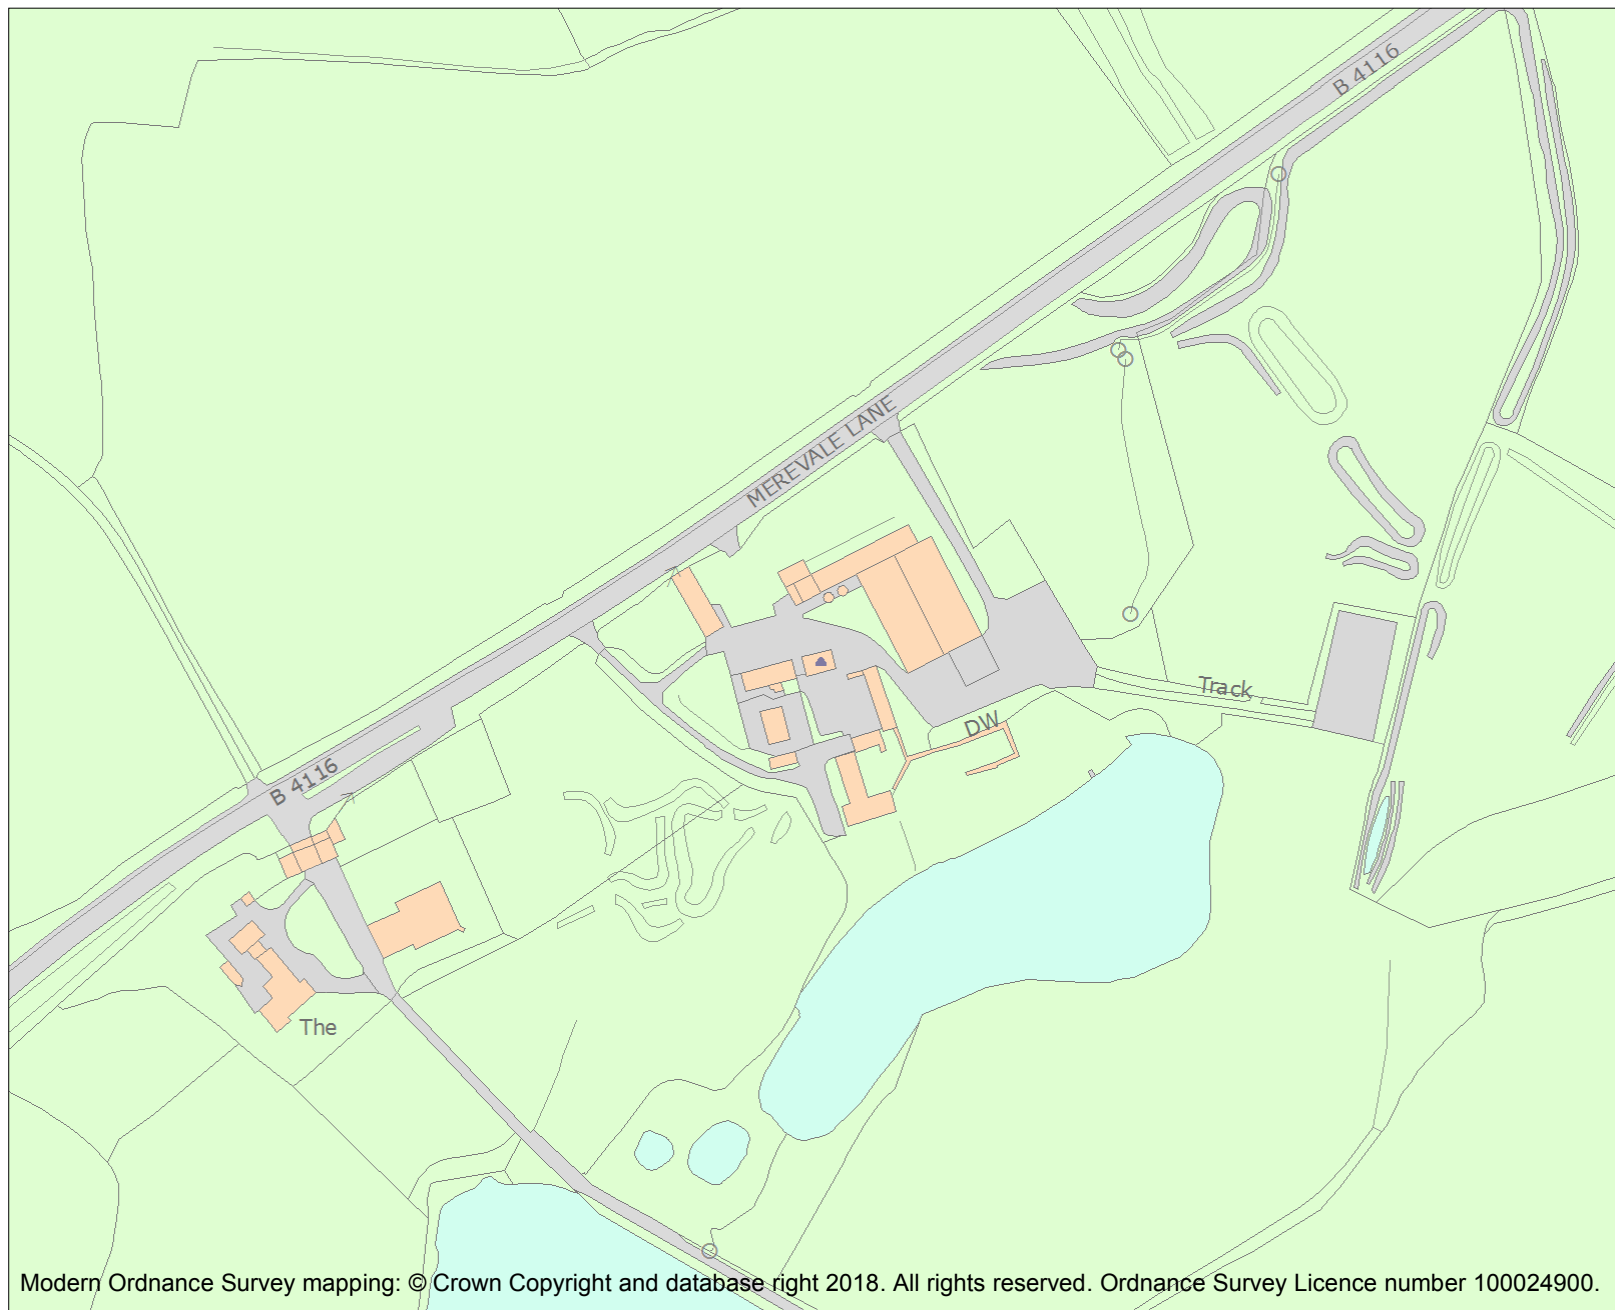 B 4116
MEREVALE LANE
Track
DW
B 4116
The
Modern Ordnance Survey mapping: © Crown Copyright and database right 2018. All rights reserved. Ordnance Survey Licence number 100024900.